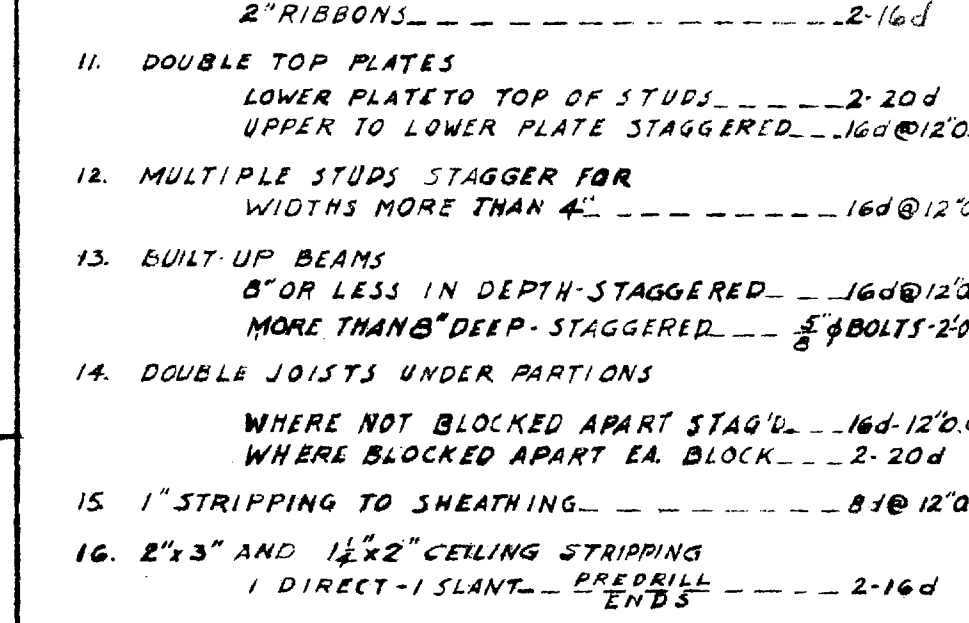 2" RIBBONS 2-16d
11. DOUBLE TOP PLATES
LOWER PLATE TO TOP OF STUDS 2-20d
UPPER TO LOWER PLATE STAGGERED 16d@12"O.
12. MULTIPLE STUDS STAGGER FOR
WIDTHS MORE THAN 4" 16d@12"O
13. BUILT-UP BEAMS
8" OR LESS IN DEPTH-STAGGERED 16d@12"O
MORE THAN 8" DEEP-STAGGERED 5/8"ϕ BOLTS-2'-0
14. DOUBLE JOISTS UNDER PARTIONS
WHERE NOT BLOCKED APART STAG'D. 16d-12"O.C
WHERE BLOCKED APART EA. BLOCK 2-20d
15. 1" STRIPPING TO SHEATHING 8d@12"O
16. 2"x3" AND 1 1/4"x2" CEILING STRIPPING
1 DIRECT-1 SLANT PREDRILL ENDS 2-16d